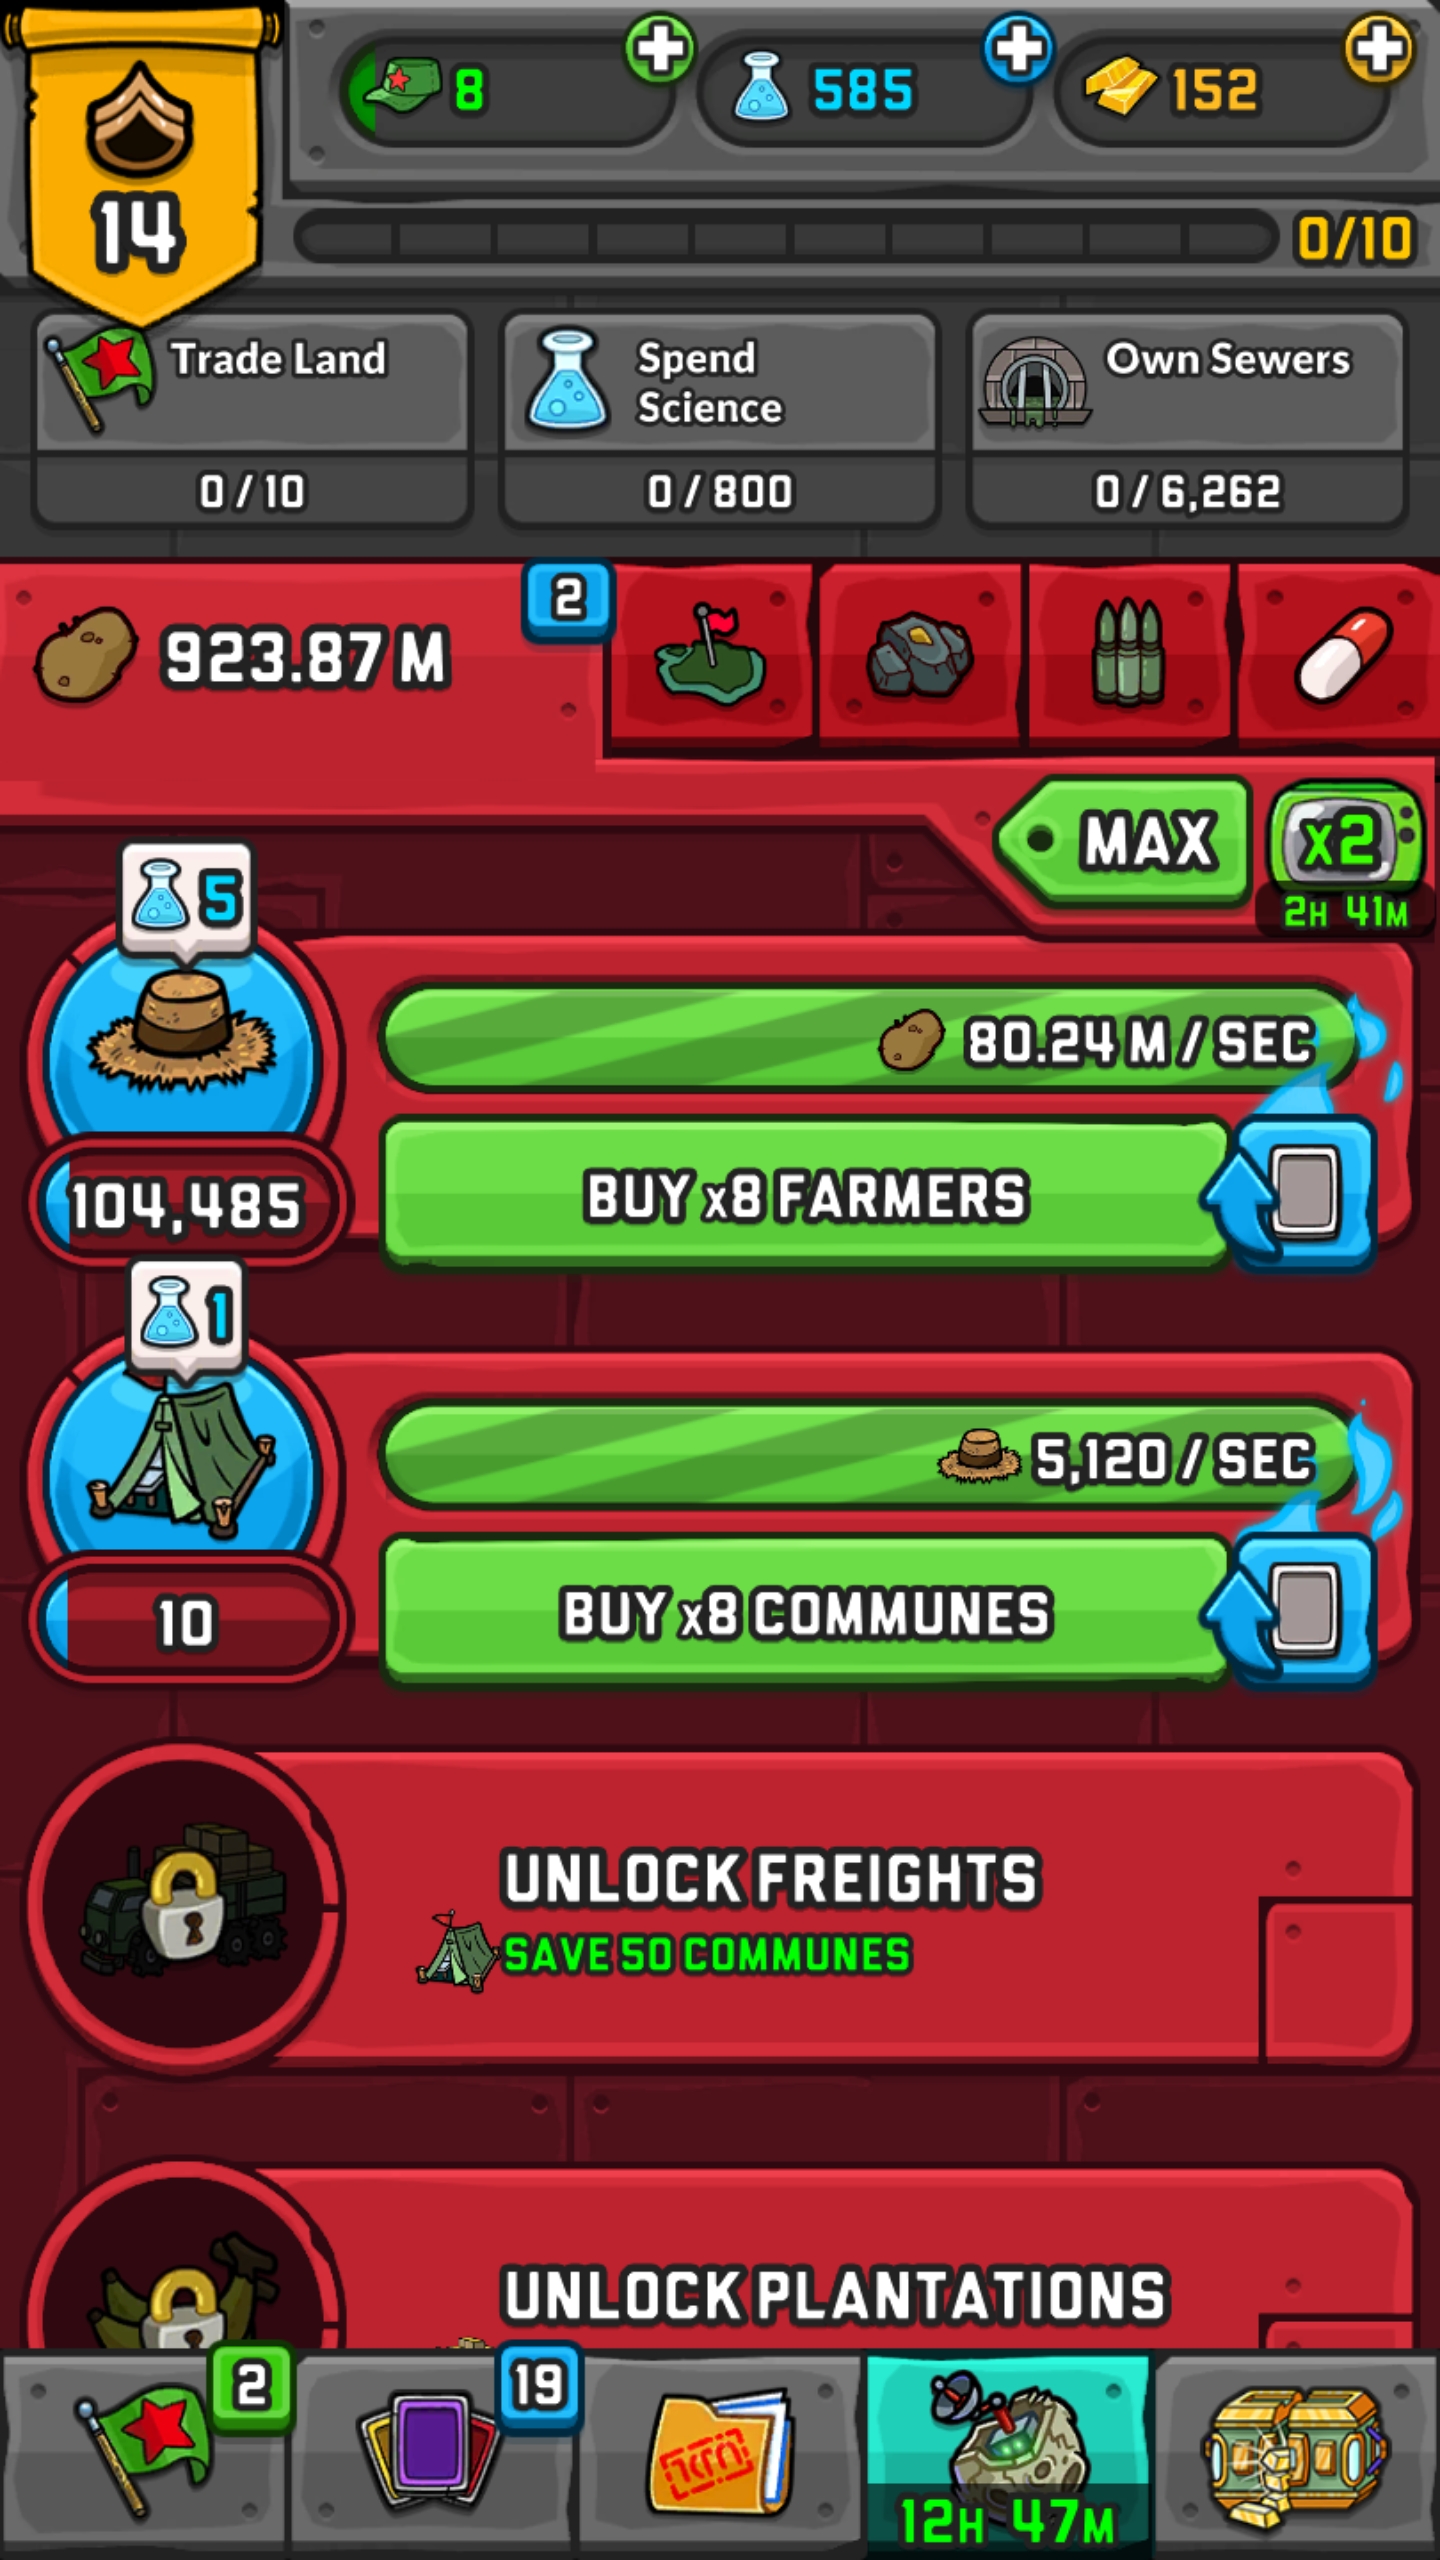 8
585
152
14
0/10
Trade Land
0 / 10
Spend
Science
0 / 800
Own Sewers
0 / 6,262
923.87 M
2
MAX
x2
2H 41M
5
80.24 M / SEC
104,485
BUY x8 FARMERS
1
5,120 / SEC
10
BUY x8 COMMUNES
UNLOCK FREIGHTS
SAVE 50 COMMUNES
UNLOCK PLANTATIONS
2
19
12H 47M